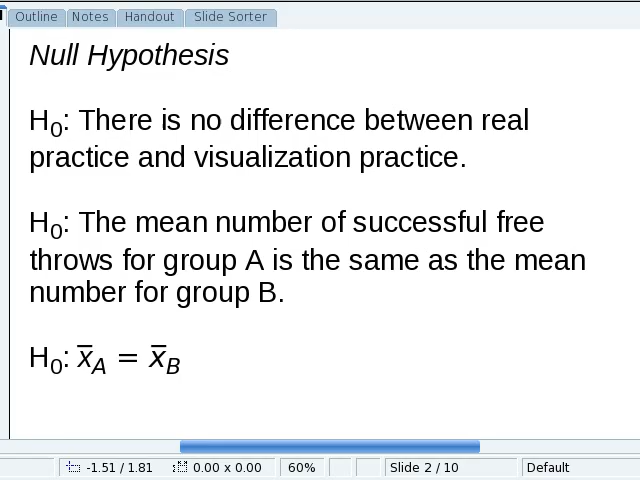 Outline Notes Handout Slide Sorter
Null Hypothesis
H₀: There is no difference between real
practice and visualization practice.
H₀: The mean number of successful free
throws for group A is the same as the mean
number for group B.
H₀: x̅_A = x̅_B
-1.51 / 1.81 0.00 x 0.00 60% Slide 2 / 10 Default